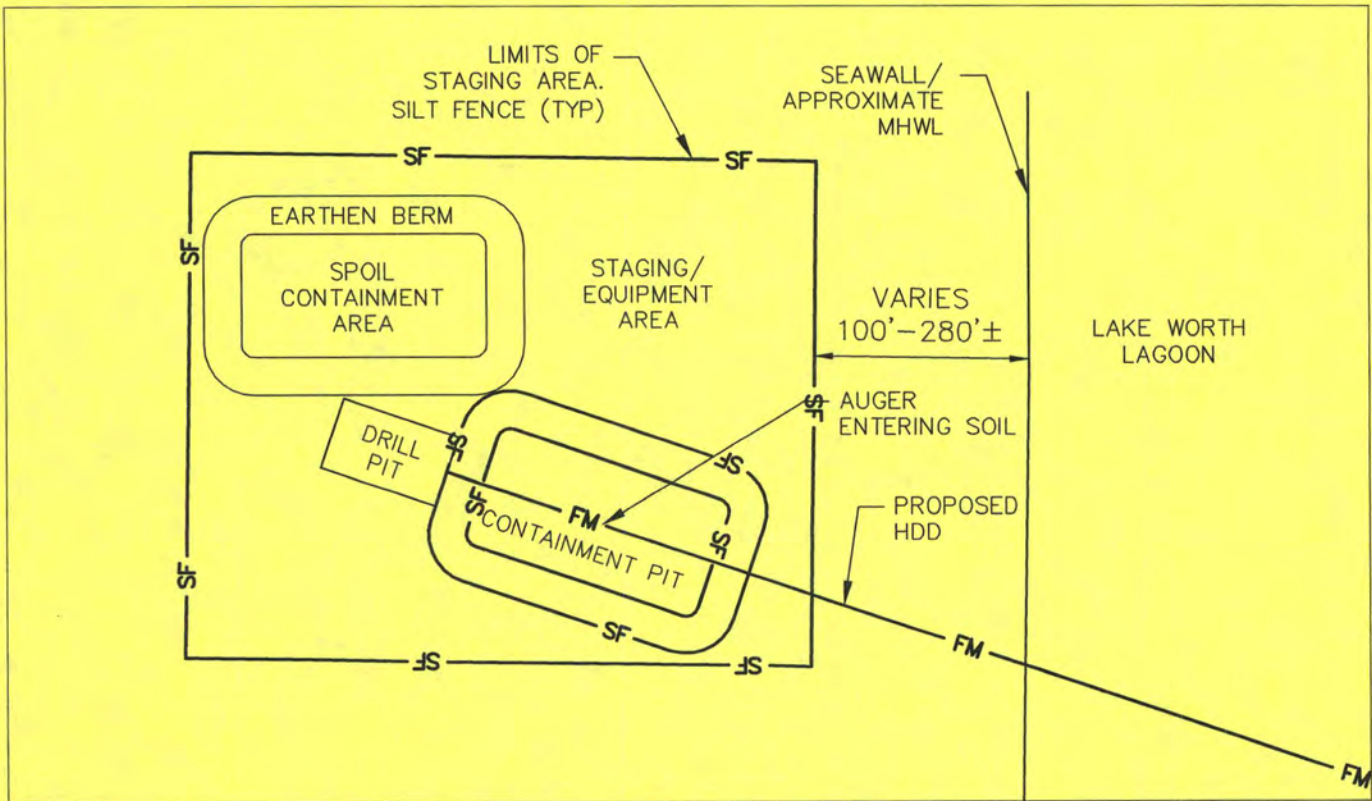 LIMITS OF
STAGING AREA.
SILT FENCE (TYP)
SEAWALL/
APPROXIMATE
MHWL
SF
SF
EARTHEN BERM
SF
SPOIL
CONTAINMENT
AREA
STAGING/
EQUIPMENT
AREA
VARIES
100'-280'±
LAKE WORTH
LAGOON
SF
AUGER
ENTERING SOIL
DRILL
PIT
SF
SF
SF
FM
CONTAINMENT PIT
SF
PROPOSED
HDD
SF
SF
FM
SF
SF
FM